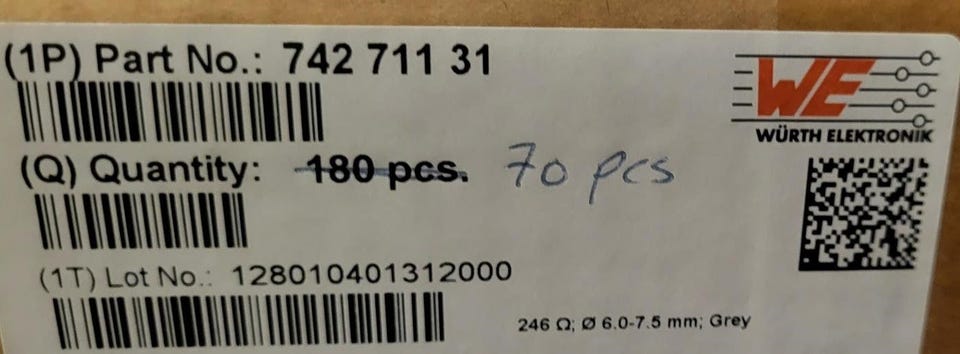 (1P) Part No.: 742 711 31
WE
WÜRTH ELEKTRONIK
(Q) Quantity: 180 pcs. 70 pcs
(1T) Lot No.: 128010401312000
246 Ω; Ø 6.0-7.5 mm; Grey